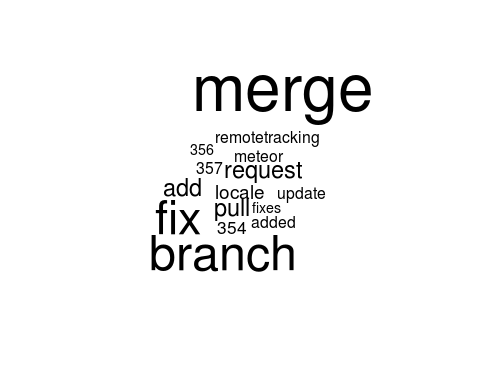 merge
remotetracking
356
meteor
357 request
add locale update
fix pull fixes
354 added
branch